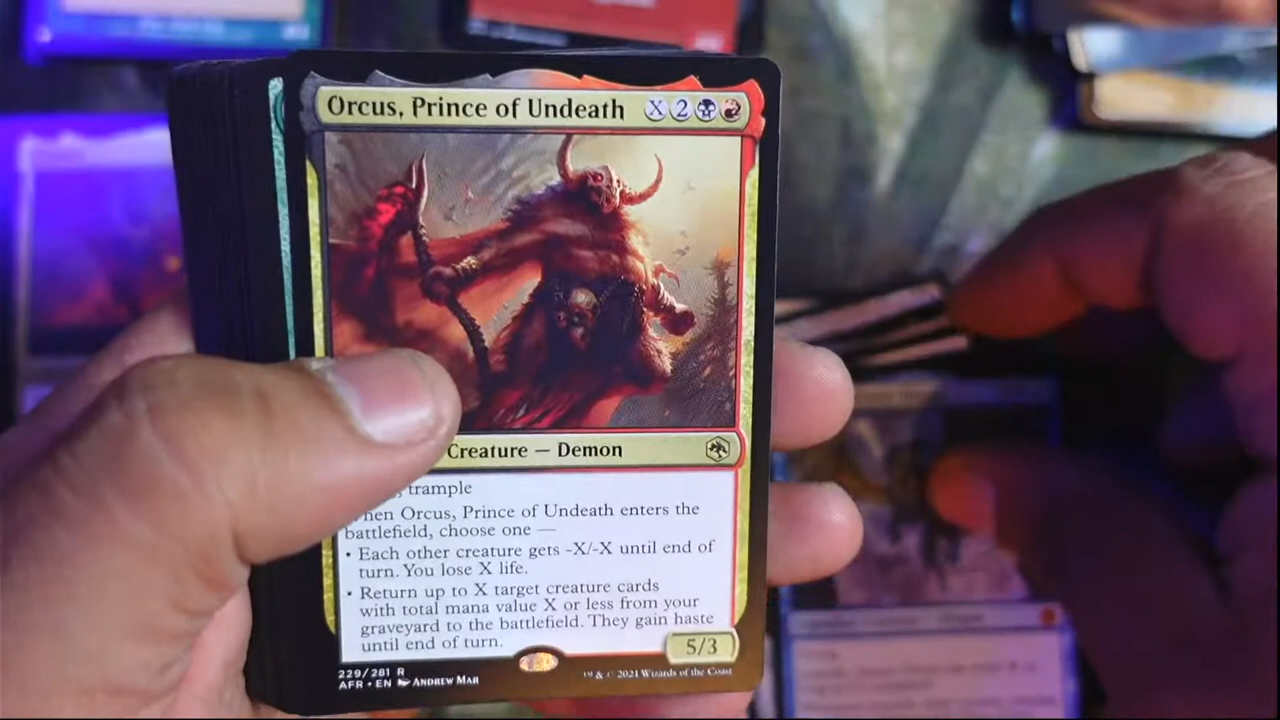 Orcus, Prince of Undeath X 2
Creature — Demon
, trample
hen Orcus, Prince of Undeath enters the
battlefield, choose one —
• Each other creature gets -X/-X until end of
turn. You lose X life.
• Return up to X target creature cards
with total mana value X or less from your
graveyard to the battlefield. They gain haste
until end of turn.
5/3
229/281 R
AFR • EN ANDREW MAR
™ & © 2021 Wizards of the Coast